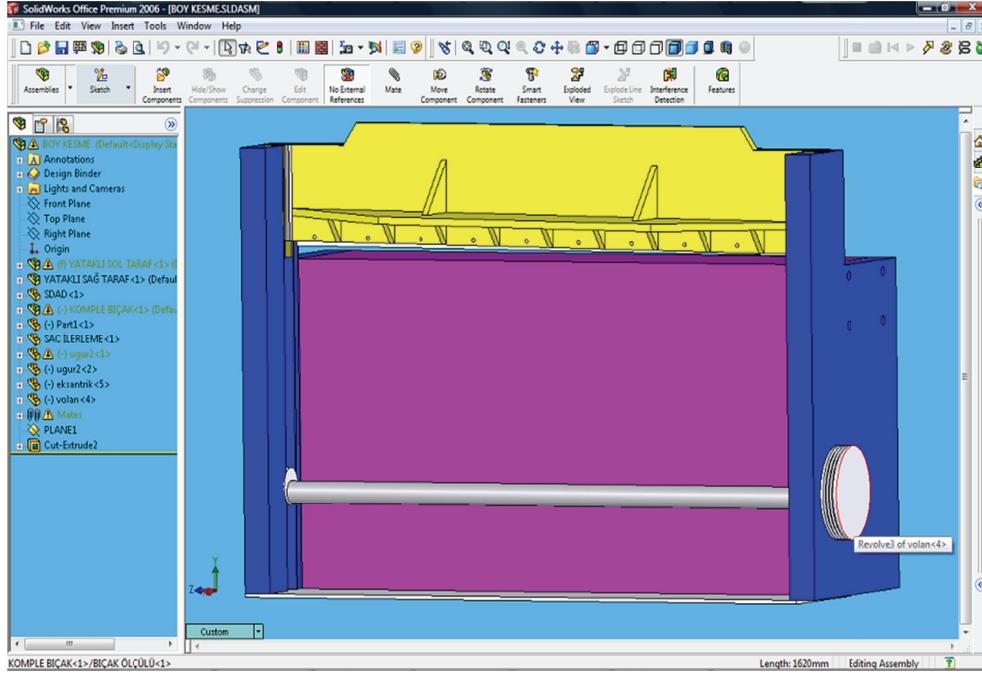 SolidWorks Office Premium 2006 - [BOY KESME.SLDASM]
File Edit View Insert Tools Window Help
Assemblies Sketch Insert Components Hide/Show Components Change Suppression Edit Component No External References Mate Move Component Rotate Component Smart Fasteners Exploded View Explode Line Sketch Interference Detection Features
BOY KESME (Default<Display Sta
Annotations
Design Binder
Lights and Cameras
Front Plane
Top Plane
Right Plane
Origin
(f) YATAKLI SOL TARAF<1> (
YATAKLI SAĞ TARAF<1> (Defaul
SDAD<1>
(-) KOMPLE BIÇAK<1> (Defau
(-) Part1<1>
SAC ILERLEME<1>
(-) ugur2<1>
(-) ugur2<2>
(-) eksantrik<5>
(-) volan<4>
Mates
PLANE1
Cut-Extrude2
Revolve3 of volan<4>
Y
Z
Custom
KOMPLE BIÇAK<1>/BIÇAK ÖLÇÜLÜ<1> Length: 1620mm Editing Assembly